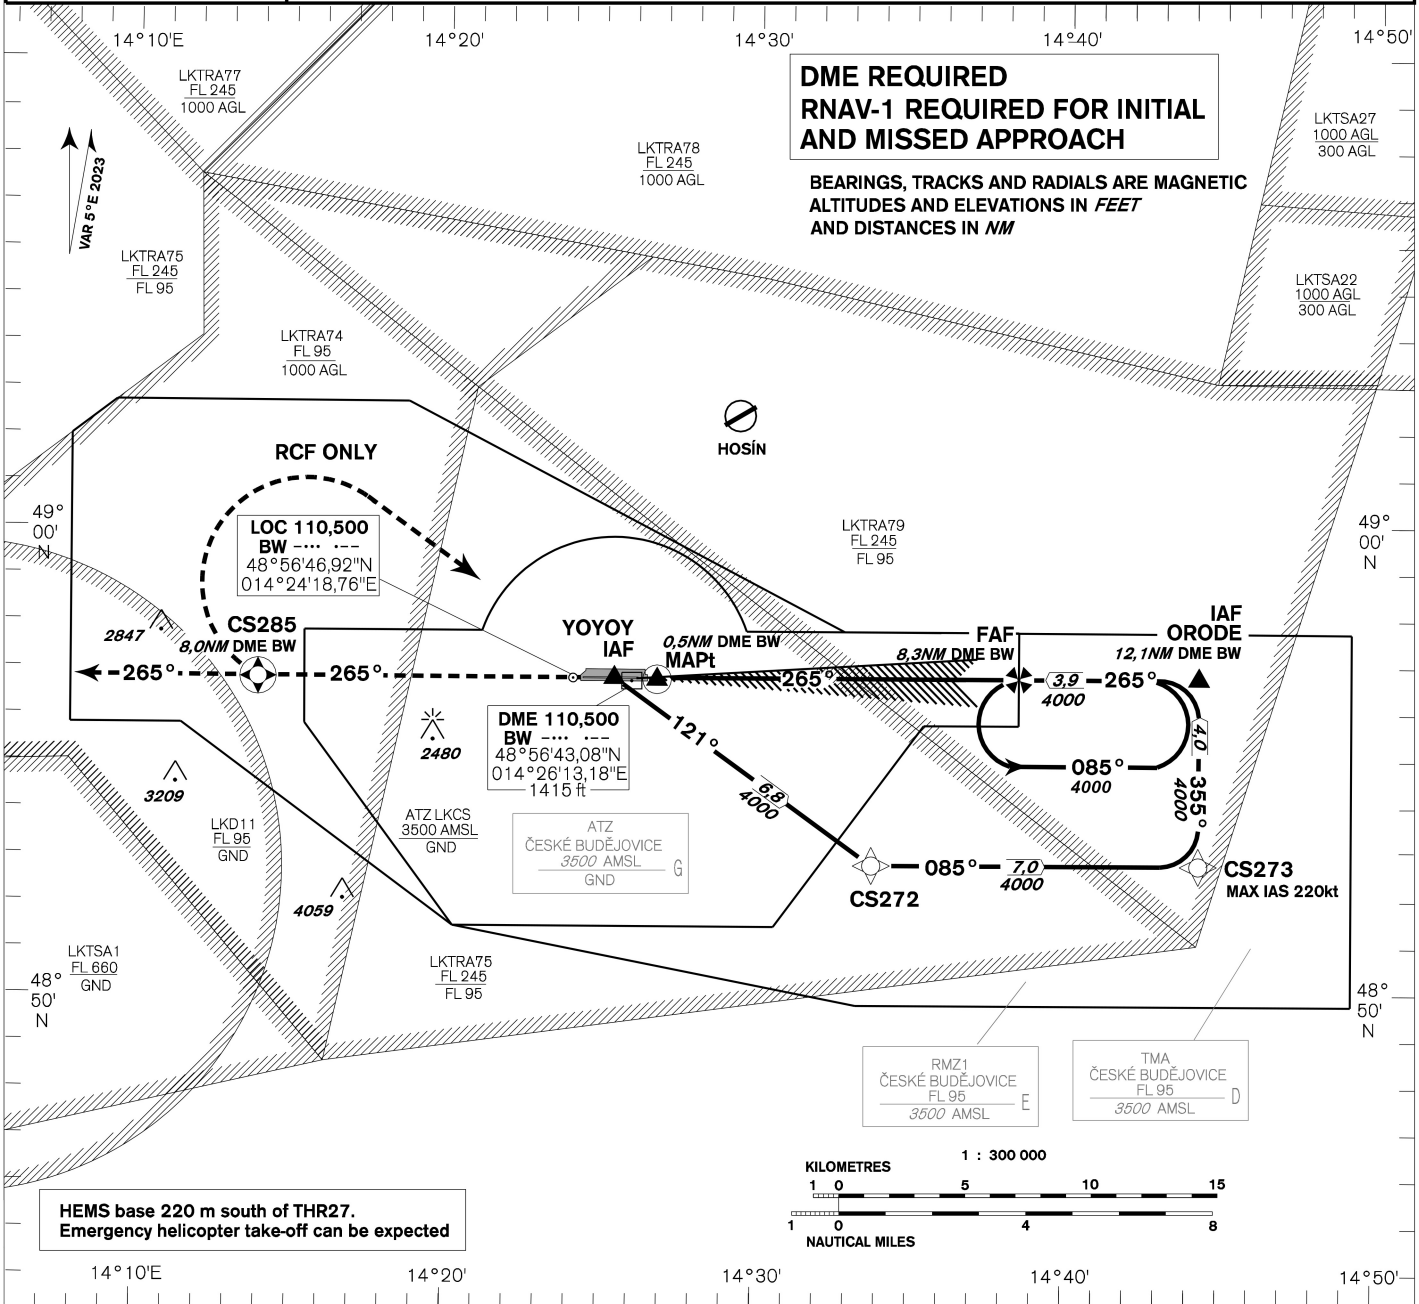 14°10'E
14°20'
14°30'
14°40'
14°50'
DME REQUIRED
RNAV-1 REQUIRED FOR INITIAL
AND MISSED APPROACH
BEARINGS, TRACKS AND RADIALS ARE MAGNETIC
ALTITUDES AND ELEVATIONS IN FEET
AND DISTANCES IN NM
LKTRA77
FL 245
1000 AGL
LKTRA78
FL 245
1000 AGL
LKTSA27
1000 AGL
300 AGL
VAR 5°E 2023
LKTRA75
FL 245
FL 95
LKTSA22
1000 AGL
300 AGL
LKTRA74
FL 95
1000 AGL
HOSÍN
RCF ONLY
LOC 110,500
BW –··· ·––
48°56'46,92"N
014°24'18,76"E
49°
00'
N
LKTRA79
FL 245
FL 95
49°
00'
N
2847
CS285
8,0NM DME BW
265°
265°
YOYOY
IAF
0,5NM DME BW
MAPt
265°
FAF
8,3NM DME BW
IAF
ORODE
12,1NM DME BW
3,9
4000
265°
085°
4000
4,0
355°
4000
DME 110,500
BW –··· ·––
48°56'43,08"N
014°26'13,18"E
1415 ft
121°
6,8
4000
2480
3209
LKD11
FL 95
GND
ATZ LKCS
3500 AMSL
GND
ATZ
ČESKÉ BUDĚJOVICE
3500 AMSL
GND
G
CS272
085°
7,0
4000
CS273
MAX IAS 220kt
4059
LKTSA1
FL 660
GND
LKTRA75
FL 245
FL 95
48°
50'
N
48°
50'
N
RMZ1
ČESKÉ BUDĚJOVICE
FL 95
3500 AMSL
E
TMA
ČESKÉ BUDĚJOVICE
FL 95
3500 AMSL
D
1 : 300 000
KILOMETRES
1 0 5 10 15
1 0 4 8
NAUTICAL MILES
HEMS base 220 m south of THR27.
Emergency helicopter take-off can be expected
14°10'E
14°20'
14°30'
14°40'
14°50'